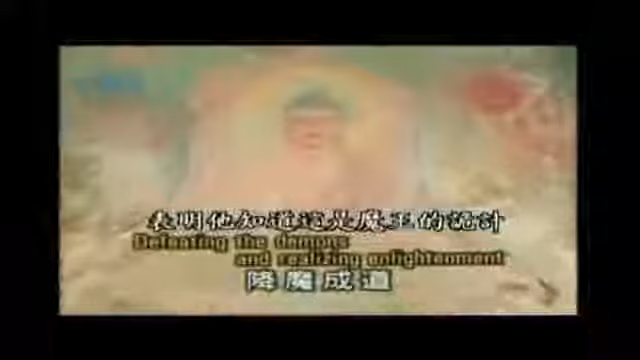 表明他知道這是魔王的詭計
Defeating the demons
and realizing enlightenment
降魔成道